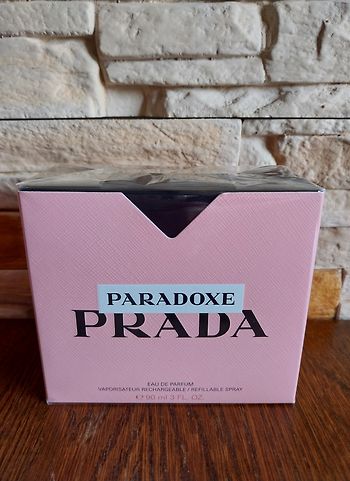 PARADOXE
PRADA
EAU DE PARFUM
VAPORISATEUR RECHARGEABLE / REFILLABLE SPRAY
℮ 90 ml 3 FL. OZ.